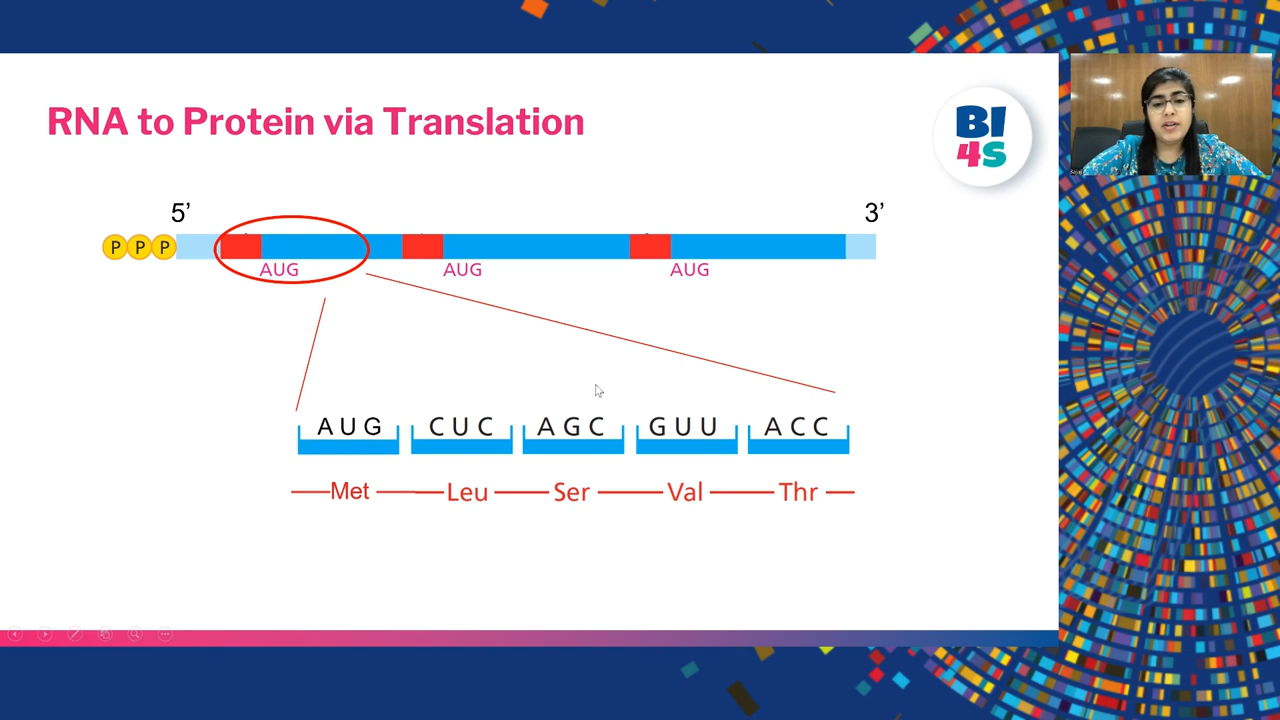 RNA to Protein via Translation
BI
4S
5’ 3’
P P P
AUG AUG AUG
AUG CUC AGC GUU ACC
Met Leu Ser Val Thr